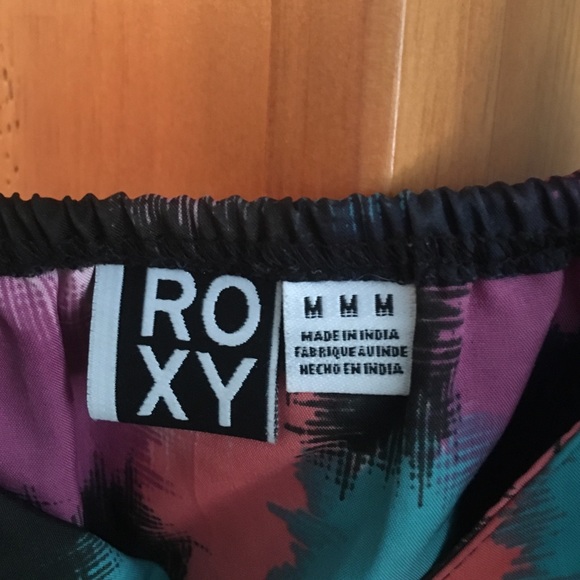 RO
XY
M M M
MADE IN INDIA
FABRIQUE AU INDE
HECHO EN INDIA